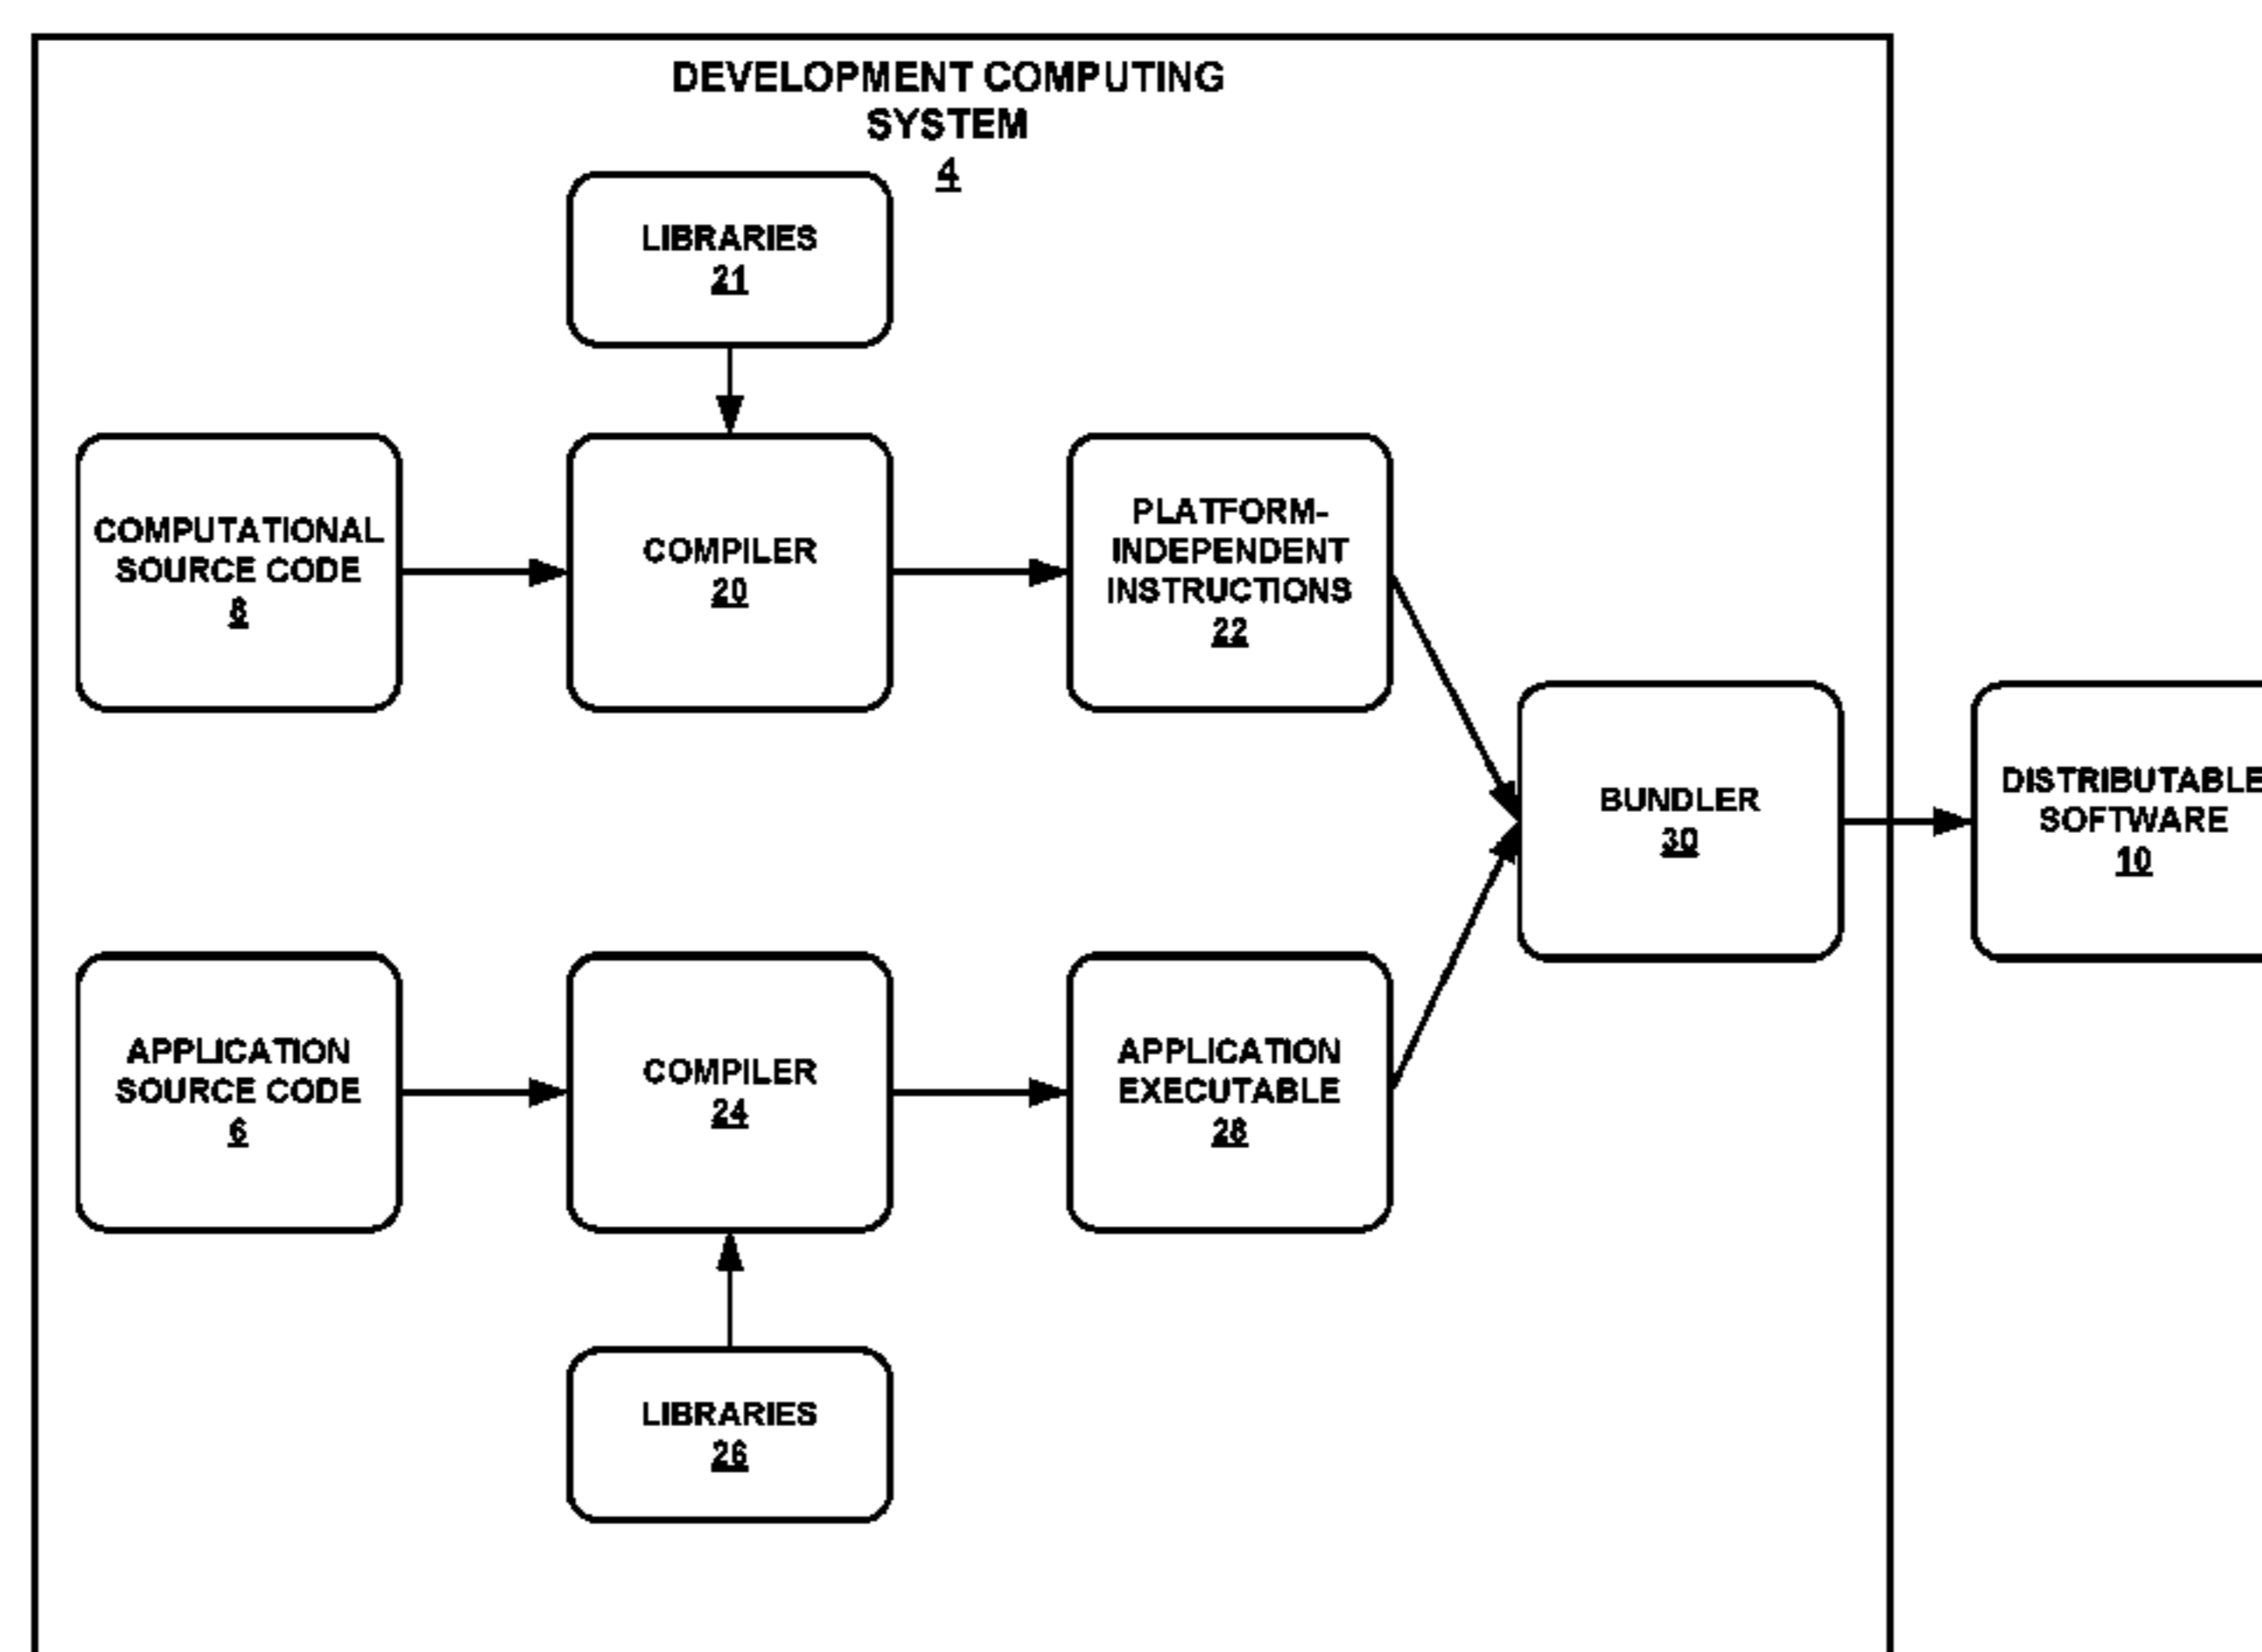 DEVELOPMENT COMPUTING
SYSTEM
4
LIBRARIES
21
COMPUTATIONAL
SOURCE CODE
8
COMPILER
20
PLATFORM-
INDEPENDENT
INSTRUCTIONS
22
BUNDLER
30
DISTRIBUTABLE
SOFTWARE
10
APPLICATION
SOURCE CODE
6
COMPILER
24
APPLICATION
EXECUTABLE
28
LIBRARIES
26